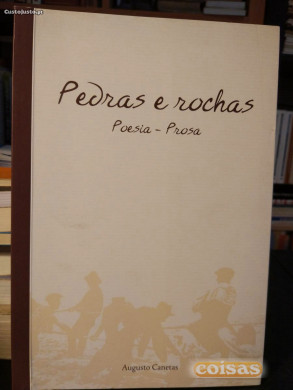 CustoJusto.pt
Pedras e rochas
Poesia - Prosa
Augusto Canetas
coisas